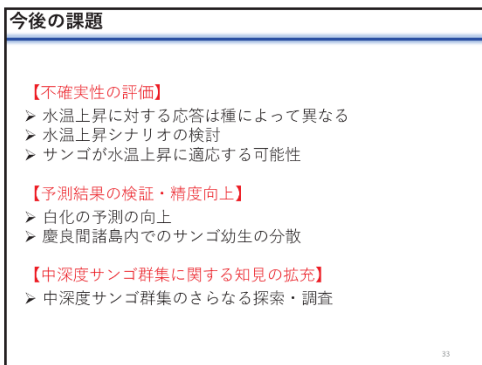 今後の課題
【不確実性の評価】
➢ 水温上昇に対する応答は種によって異なる
➢ 水温上昇シナリオの検討
➢ サンゴが水温上昇に適応する可能性
【予測結果の検証・精度向上】
➢ 白化の予測の向上
➢ 慶良間諸島内でのサンゴ幼生の分散
【中深度サンゴ群集に関する知見の拡充】
➢ 中深度サンゴ群集のさらなる探索・調査
33